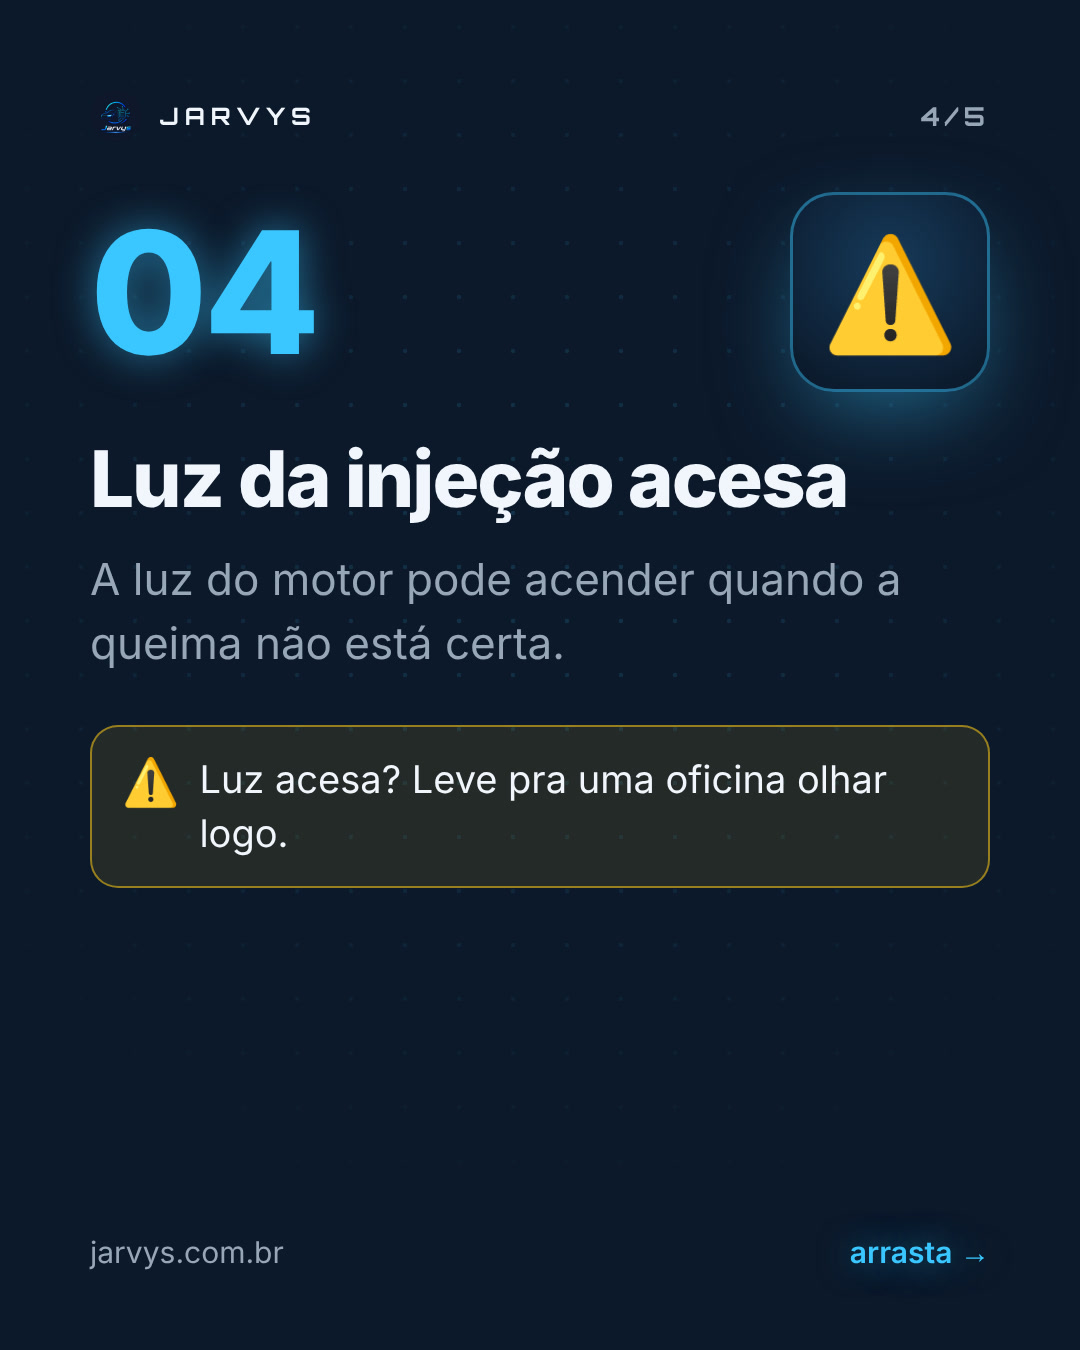 Jarvys
JARVYS
4/5
04
Luz da injeção acesa
A luz do motor pode acender quando a
queima não está certa.
Luz acesa? Leve pra uma oficina olhar
logo.
jarvys.com.br
arrasta →